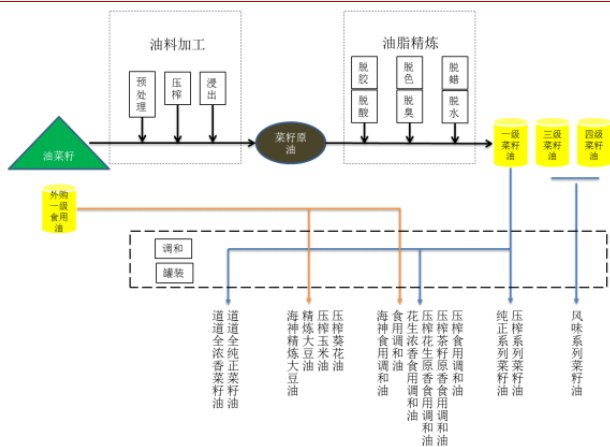 油料加工
油脂精炼
预处理
压榨
浸出
脱胶
脱色
脱蜡
脱酸
脱臭
脱水
油菜籽
菜籽原油
一级菜籽油
三级菜籽油
四级菜籽油
外购一级食用油
调和
罐装
道道全浓香菜籽油
道道全纯正菜籽油
海神精炼大豆油
精炼大豆油
压榨玉米油
压榨葵花油
海神食用调和油
食用调和油
花生浓香食用调和油
压榨花生原香食用调和油
压榨茶籽原香食用调和油
压榨食用调和油
纯正系列菜籽油
压榨系列菜籽油
风味系列菜籽油